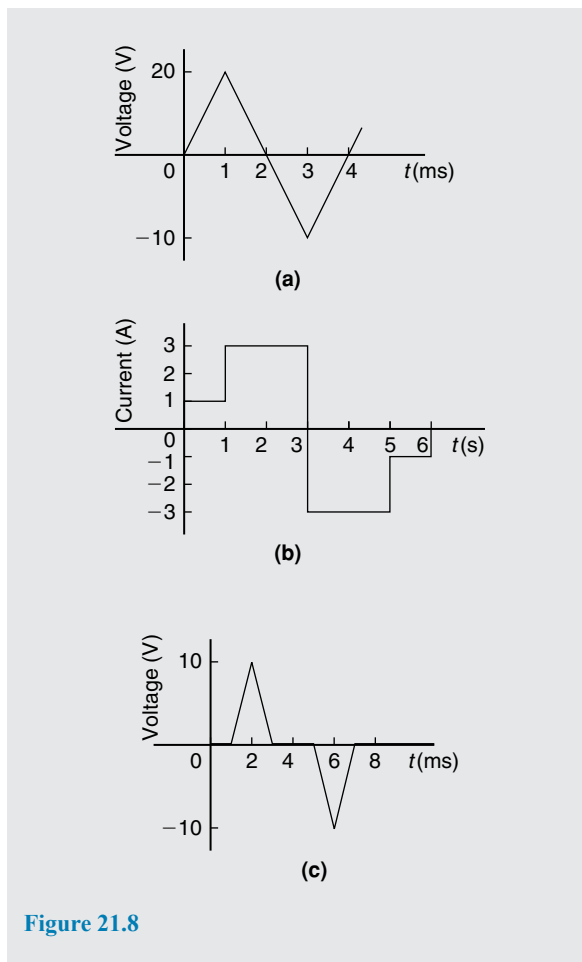 Voltage (V)
20
0
1 2 3 4 t(ms)
−10
(a)
Current (A)
3
2
1
0
1 2 3 4 5 6 t(s)
−1
−2
−3
(b)
Voltage (V)
10
0
2 4 6 8 t(ms)
−10
(c)
Figure 21.8